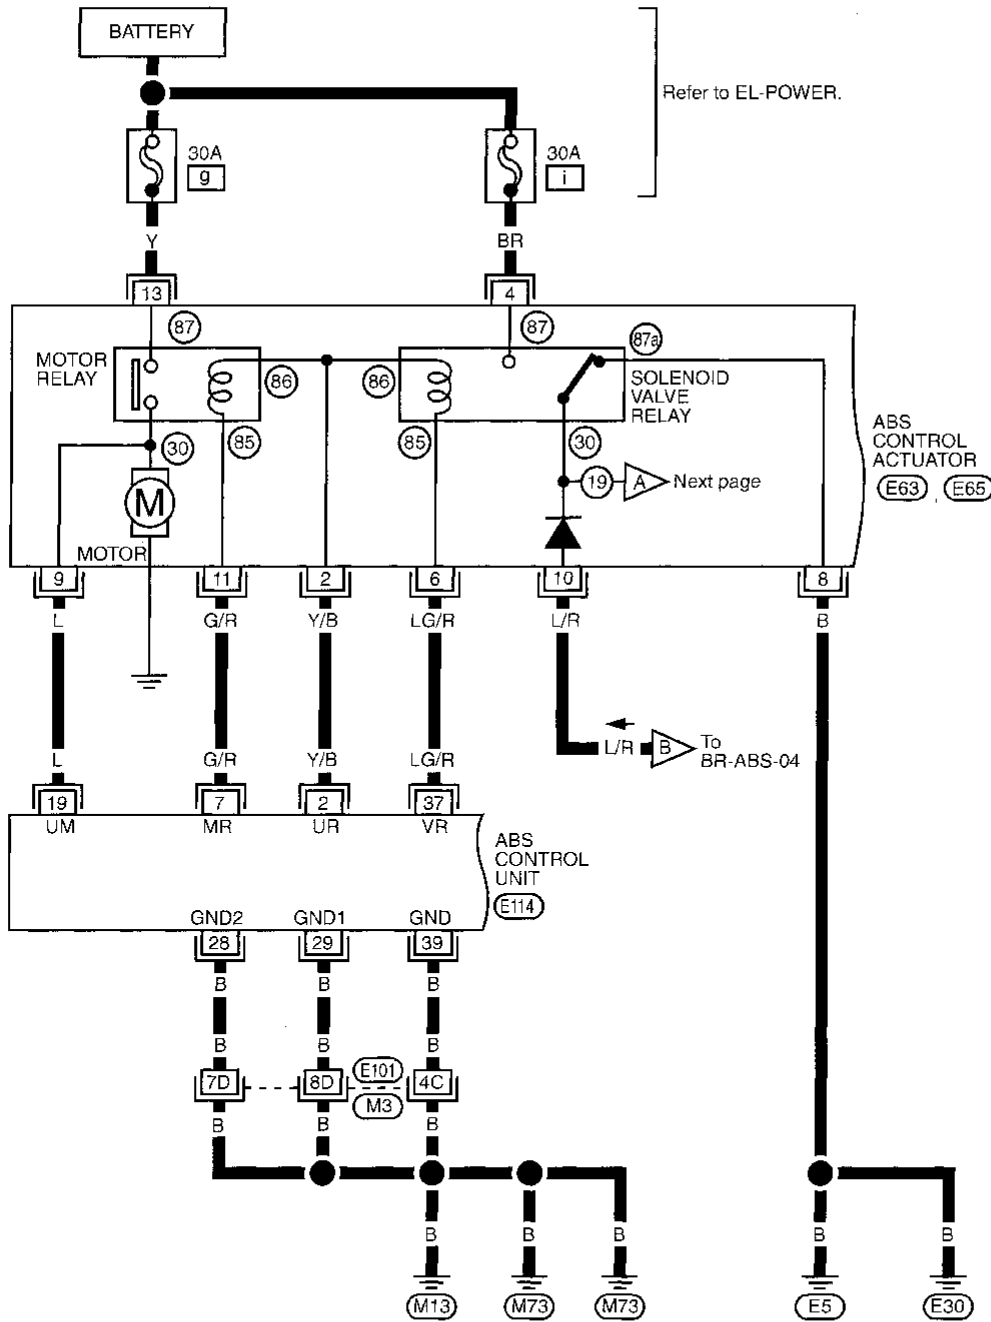 BATTERY
Refer to EL-POWER.
30A
g
30A
i
Y
BR
13
4
87
87
87a
MOTOR
RELAY
86
86
SOLENOID
VALVE
RELAY
30
85
85
30
ABS
CONTROL
ACTUATOR
E63 , E65
19
A
Next page
M
MOTOR
9
11
2
6
10
8
L
G/R
Y/B
LG/R
L/R
B
L
G/R
Y/B
LG/R
L/R
B
To
BR-ABS-04
19
7
2
37
UM
MR
UR
VR
ABS
CONTROL
UNIT
E114
GND2
GND1
GND
28
29
39
B
B
B
B
B
B
7D
8D
E101
M3
4C
B
B
B
B
B
B
B
B
M13
M73
M73
E5
E30